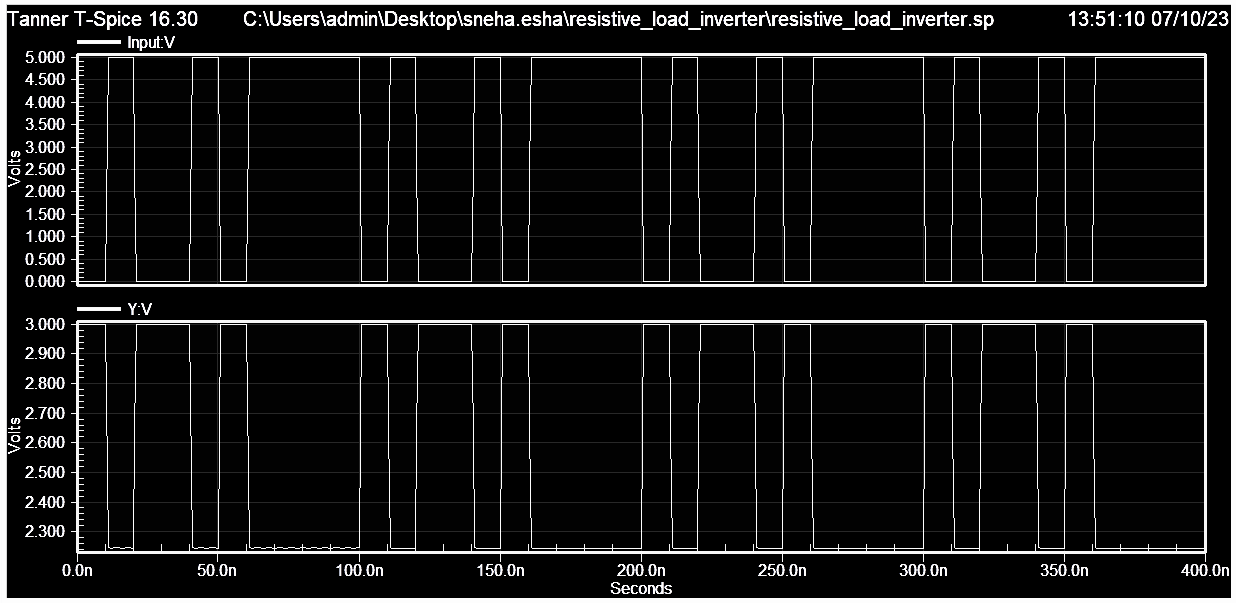 Tanner T-Spice 16.30 C:\Users\admin\Desktop\sneha.esha\resistive_load_inverter\resistive_load_inverter.sp 13:51:10 07/10/23
Input:V
5.000
4.500
4.000
3.500
3.000
2.500
2.000
1.500
1.000
0.500
0.000
Volts
Y:V
3.000
2.900
2.800
2.700
2.600
2.500
2.400
2.300
Volts
0.0n 50.0n 100.0n 150.0n 200.0n 250.0n 300.0n 350.0n 400.0n
Seconds